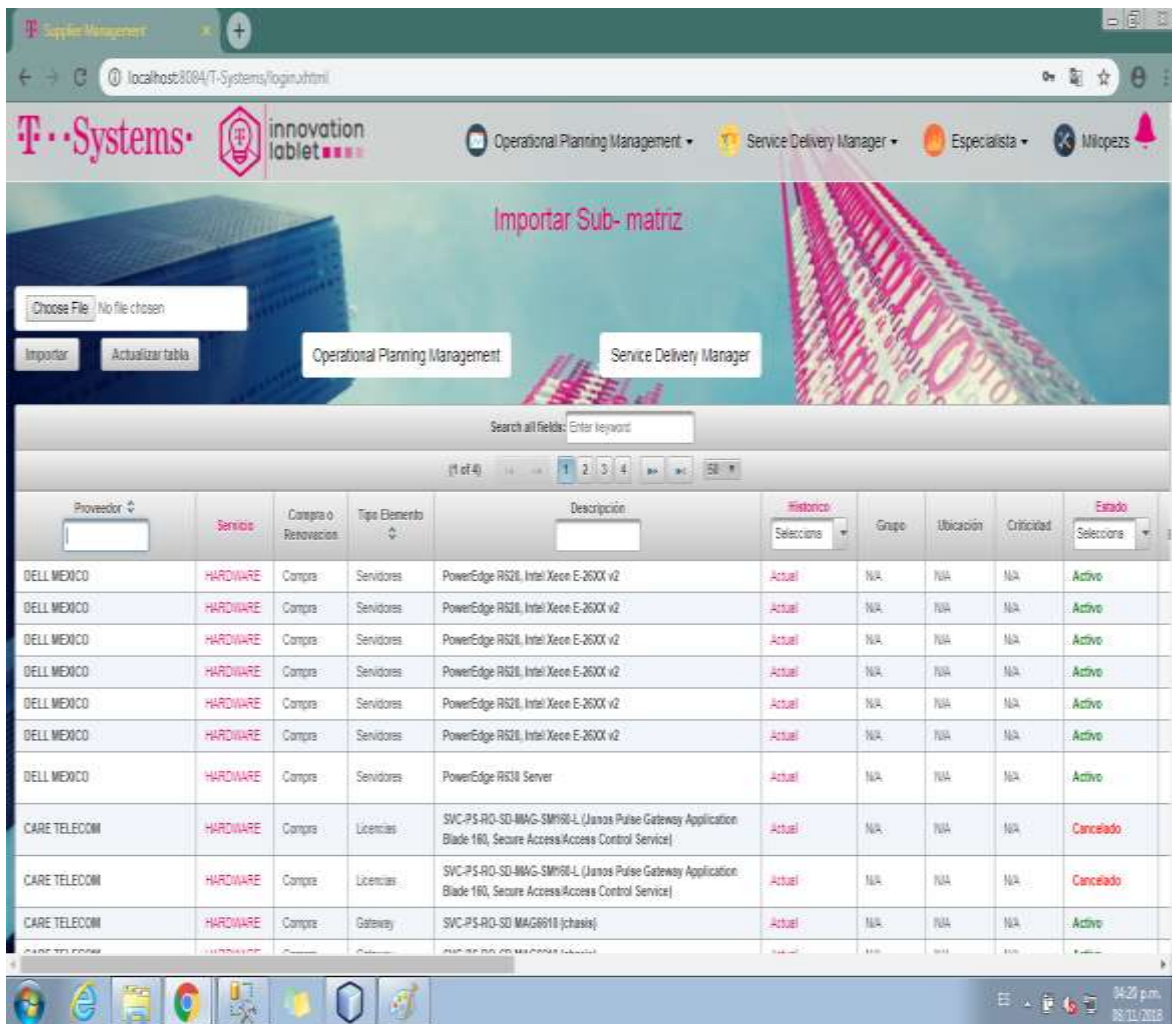 Supplier Management
localhost:8084/T-Systems/login.xhtml
T··Systems·
innovation
lablet
Operational Planning Management
Service Delivery Manager
Especialista
Milopezs
Importar Sub- matriz
Choose File No file chosen
Importar Actualizar tabla Operational Planning Management Service Delivery Manager
Search all fields: Enter keyword
(1 of 4) 1 2 3 4 50
Proveedor Servicio Compra o Renovacion Tipo Elemento Descripción Historico Selecciona Grupo Ubicación Criticidad Estado Selecciona
DELL MEXICO HARDWARE Compra Servidores PowerEdge R620, Intel Xeon E-26XX v2 Actual N/A N/A N/A Activo
DELL MEXICO HARDWARE Compra Servidores PowerEdge R620, Intel Xeon E-26XX v2 Actual N/A N/A N/A Activo
DELL MEXICO HARDWARE Compra Servidores PowerEdge R620, Intel Xeon E-26XX v2 Actual N/A N/A N/A Activo
DELL MEXICO HARDWARE Compra Servidores PowerEdge R620, Intel Xeon E-26XX v2 Actual N/A N/A N/A Activo
DELL MEXICO HARDWARE Compra Servidores PowerEdge R620, Intel Xeon E-26XX v2 Actual N/A N/A N/A Activo
DELL MEXICO HARDWARE Compra Servidores PowerEdge R620, Intel Xeon E-26XX v2 Actual N/A N/A N/A Activo
DELL MEXICO HARDWARE Compra Servidores PowerEdge R630 Server Actual N/A N/A N/A Activo
CARE TELECOM HARDWARE Compra Licencias SVC-PS-RO-SD-MAG-SM160-L (Junos Pulse Gateway Application
Blade 160, Secure Access/Access Control Service) Actual N/A N/A N/A Cancelado
CARE TELECOM HARDWARE Compra Licencias SVC-PS-RO-SD-MAG-SM160-L (Junos Pulse Gateway Application
Blade 160, Secure Access/Access Control Service) Actual N/A N/A N/A Cancelado
CARE TELECOM HARDWARE Compra Gateway SVC-PS-RO-SD MAG6610 (chasis) Actual N/A N/A N/A Activo
ES 04:20 p.m.
08/11/2018